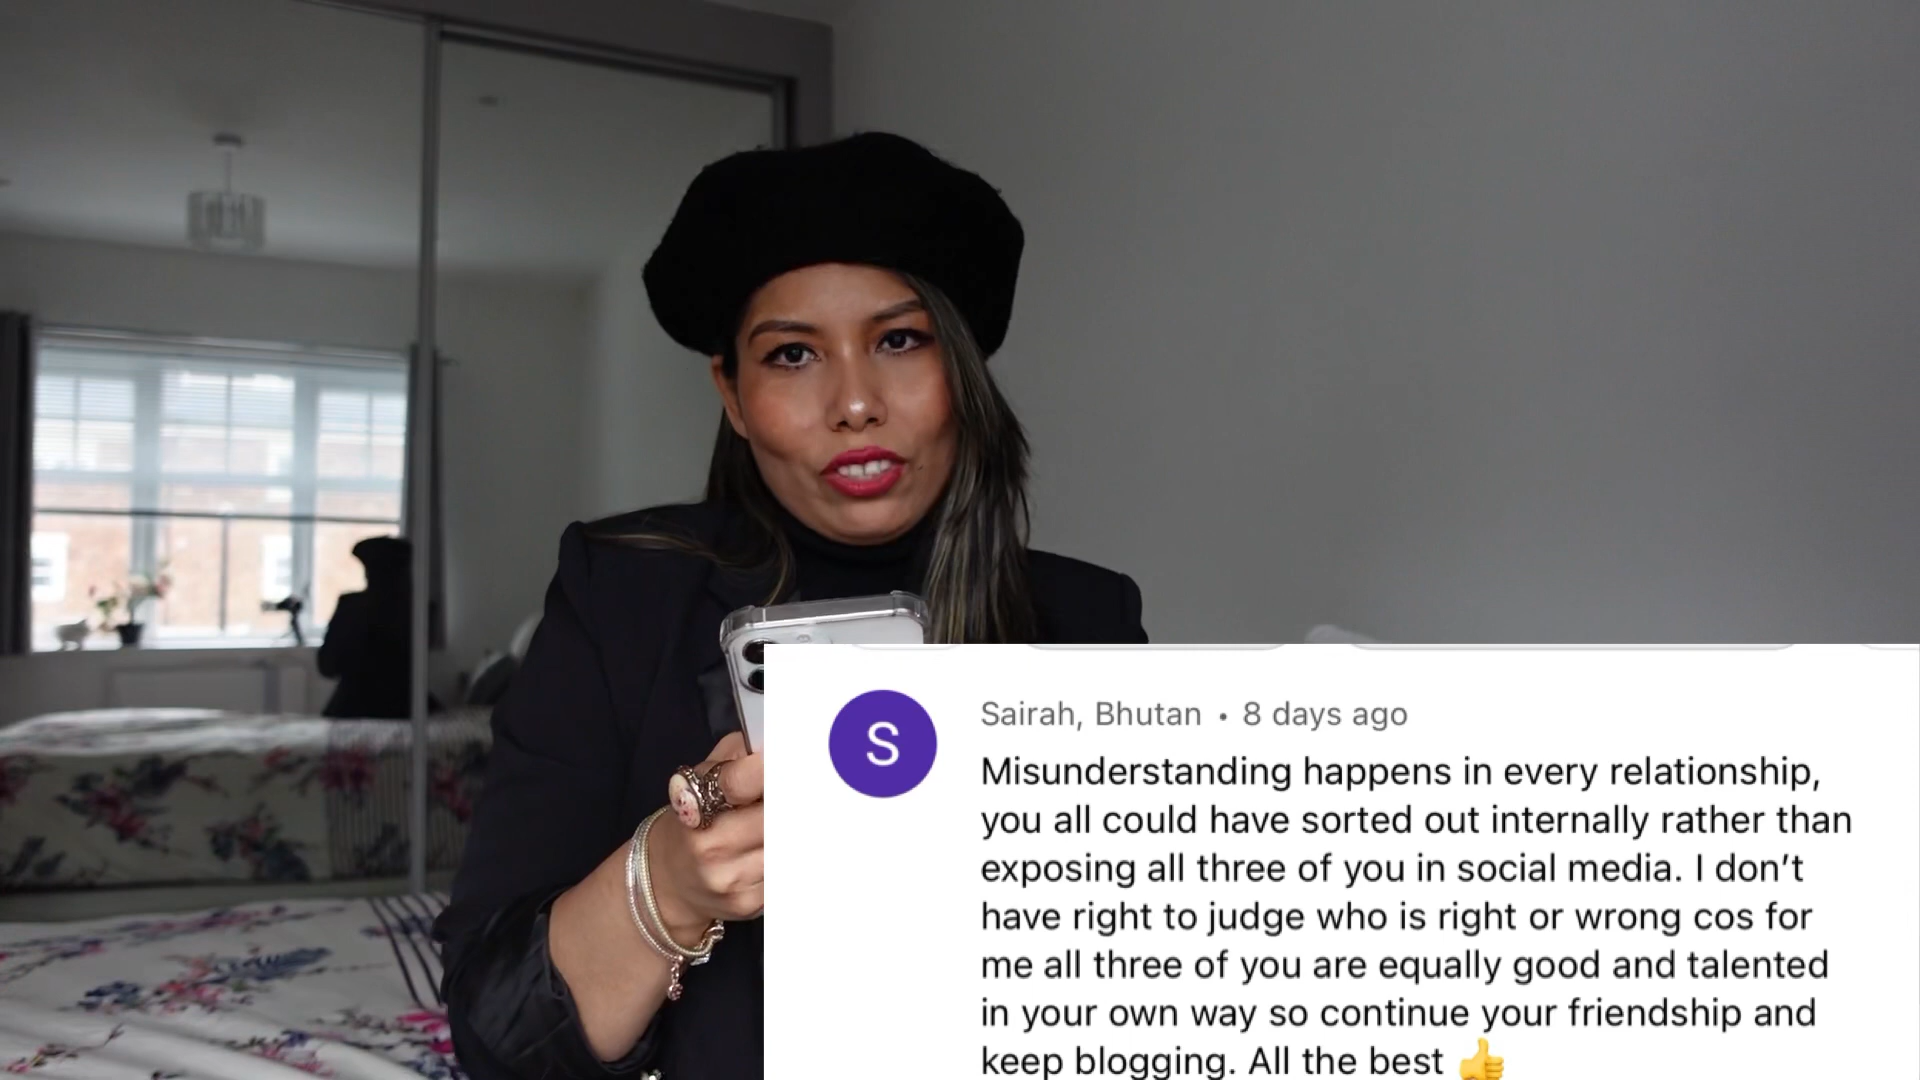 S
Sairah, Bhutan • 8 days ago
Misunderstanding happens in every relationship,
you all could have sorted out internally rather than
exposing all three of you in social media. I don’t
have right to judge who is right or wrong cos for
me all three of you are equally good and talented
in your own way so continue your friendship and
keep blogging. All the best 👍